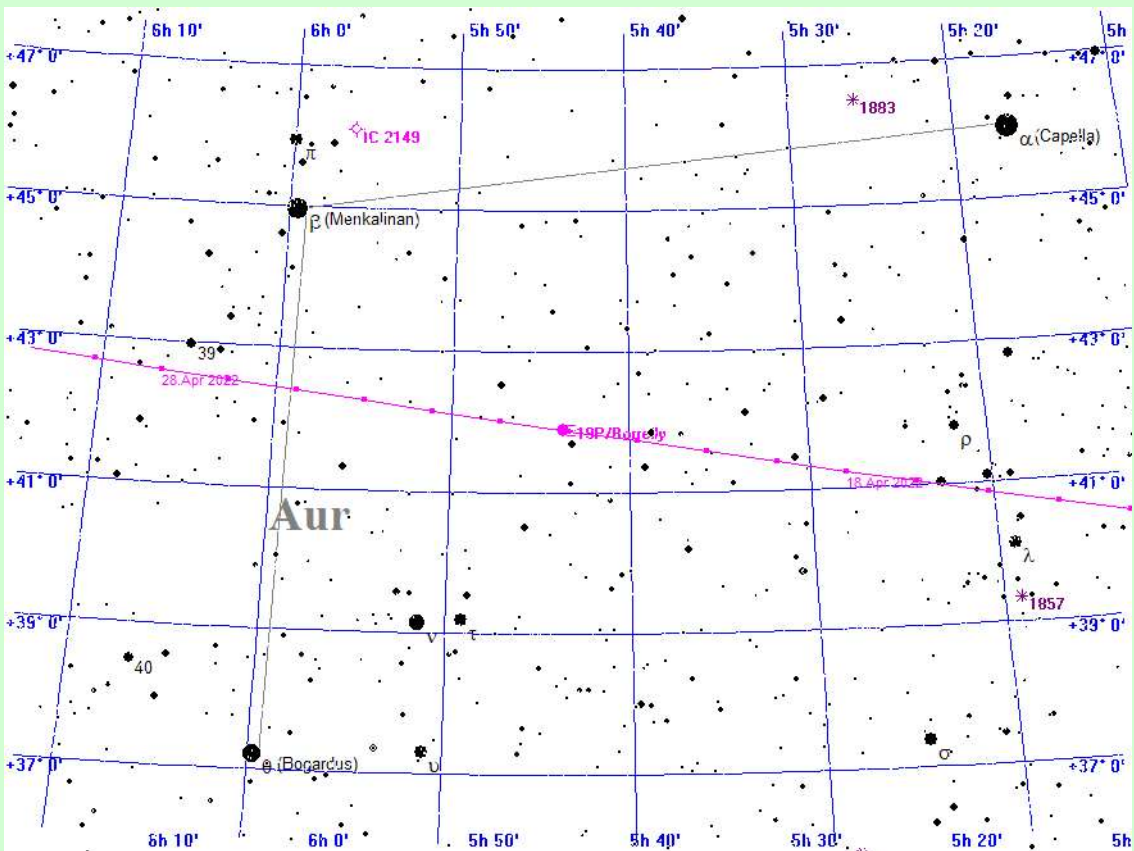 6h 10' 6h 0' 5h 50' 5h 40' 5h 30' 5h 20' 5h
+47° 0' +47° 0'
1883
IC 2149
π
α (Capella)
+45° 0' +45° 0'
β (Menkalinan)
+43° 0' +43° 0'
39
28 Apr 2022
19P/Borrelly
ρ
+41° 0' +41° 0'
18 Apr 2022
Aur
λ
1857
+39° 0' +39° 0'
ν τ
40
σ
+37° 0' θ (Bogardus) υ +37° 0'
6h 10' 6h 0' 5h 50' 5h 40' 5h 30' 5h 20' 5h